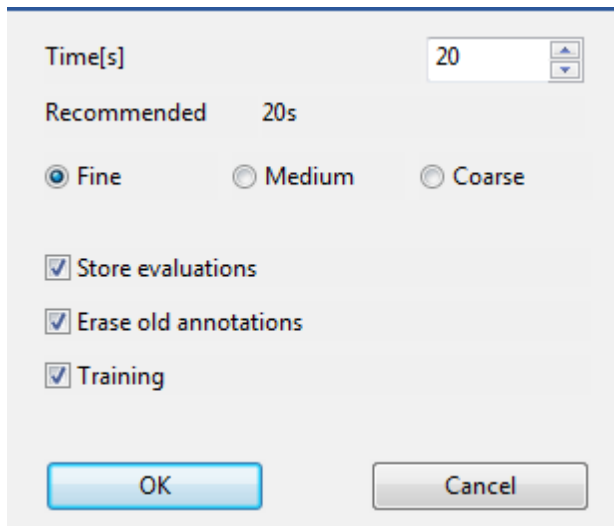 Time[s] 20
Recommended 20s
Fine Medium Coarse
Store evaluations
Erase old annotations
Training
OK Cancel